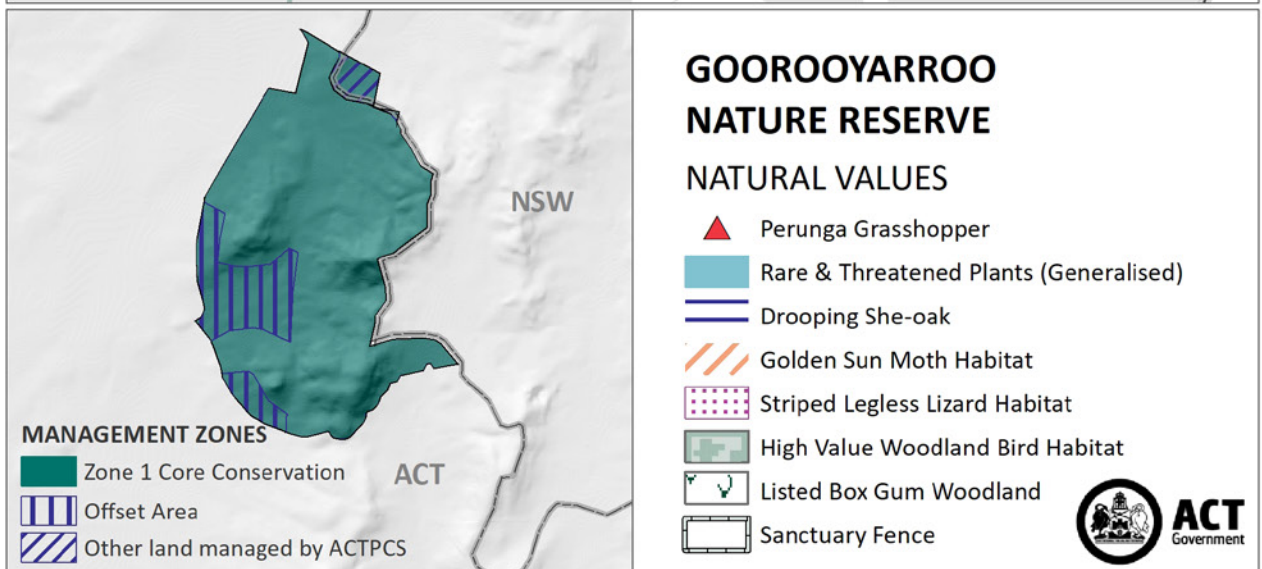 NSW
ACT
MANAGEMENT ZONES
Zone 1 Core Conservation
Offset Area
Other land managed by ACTPCS
GOOROOYARROO
NATURE RESERVE
NATURAL VALUES
Perunga Grasshopper
Rare & Threatened Plants (Generalised)
Drooping She-oak
Golden Sun Moth Habitat
Striped Legless Lizard Habitat
High Value Woodland Bird Habitat
Listed Box Gum Woodland
Sanctuary Fence
ACT
Government